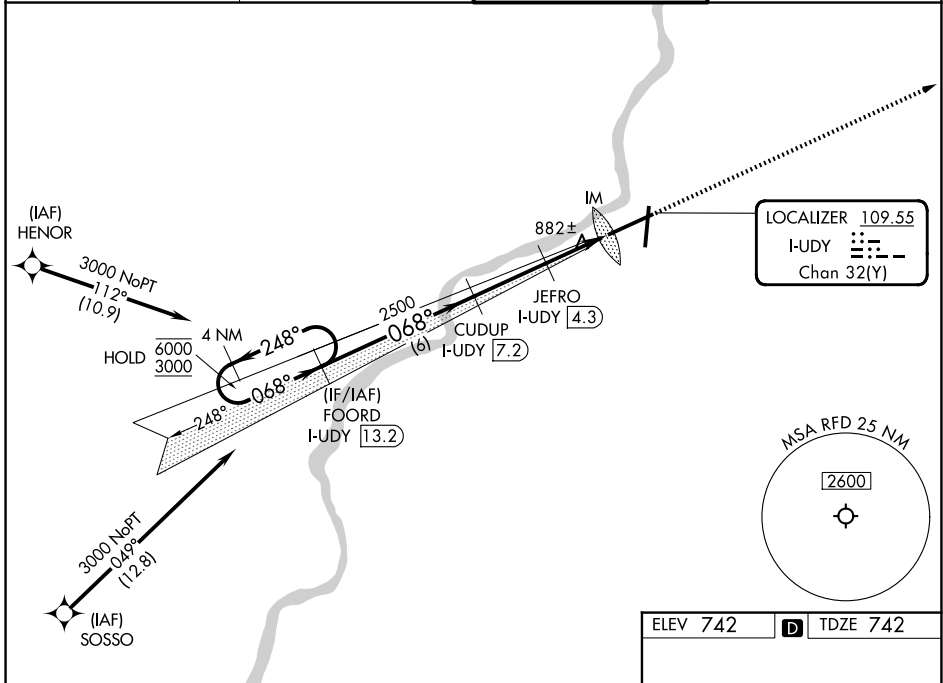 (IAF)
HENOR
3000 NoPT
112°
(10.9)
HOLD
6000
3000
4 NM
248°
068°
248°
2500
068°
(6)
(IF/IAF)
FOORD
I-UDY 13.2
CUDUP
I-UDY 7.2
JEFRO
I-UDY 4.3
882±
IM
LOCALIZER 109.55
I-UDY
Chan 32(Y)
3000 NoPT
049°
(12.8)
(IAF)
SOSSO
MSA RFD 25 NM
2600
ELEV 742 D TDZE 742